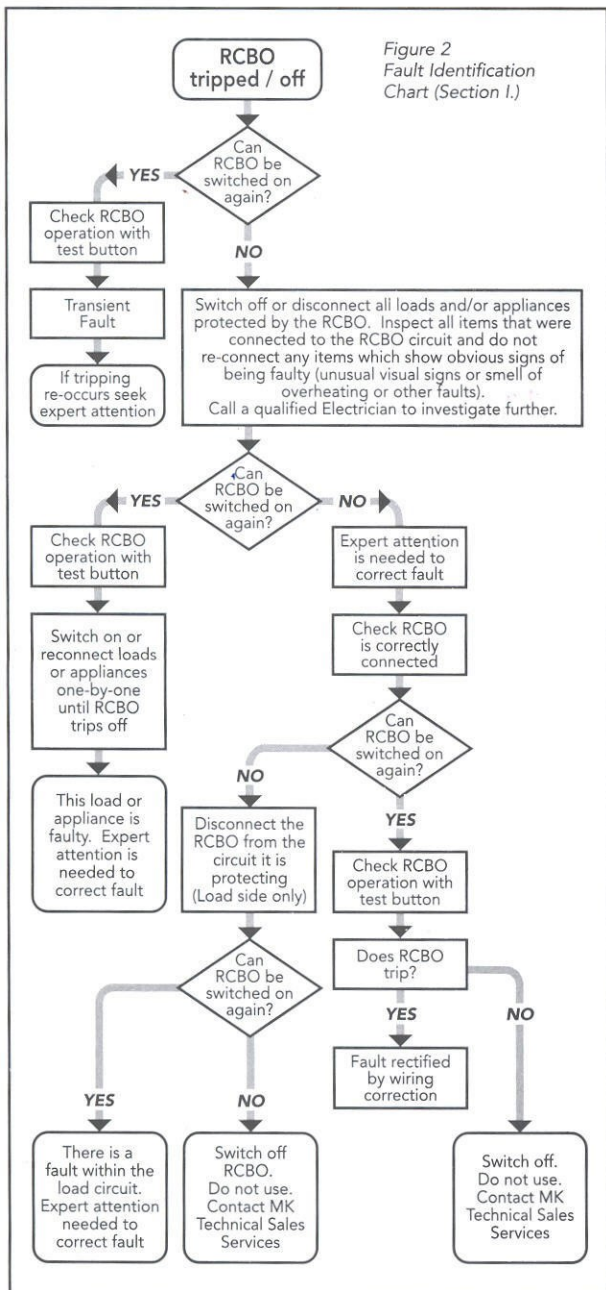 RCBO
tripped / off
Figure 2
Fault Identification
Chart (Section I.)
Can
RCBO be
switched on
again?
YES
Check RCBO
operation with
test button
Transient
Fault
If tripping
re-occurs seek
expert attention
NO
Switch off or disconnect all loads and/or appliances
protected by the RCBO. Inspect all items that were
connected to the RCBO circuit and do not
re-connect any items which show obvious signs of
being faulty (unusual visual signs or smell of
overheating or other faults).
Call a qualified Electrician to investigate further.
Can
RCBO be
switched on
again?
YES
Check RCBO
operation with
test button
Switch on or
reconnect loads
or appliances
one-by-one
until RCBO
trips off
This load or
appliance is
faulty. Expert
attention is
needed to
correct fault
NO
Expert attention
is needed to
correct fault
Check RCBO
is correctly
connected
Can
RCBO be
switched on
again?
NO
Disconnect the
RCBO from the
circuit it is
protecting
(Load side only)
Can
RCBO be
switched on
again?
YES
There is a
fault within the
load circuit.
Expert attention
needed to
correct fault
NO
Switch off
RCBO.
Do not use.
Contact MK
Technical Sales
Services
YES
Check RCBO
operation with
test button
Does RCBO
trip?
YES
Fault rectified
by wiring
correction
NO
Switch off.
Do not use.
Contact MK
Technical Sales
Services